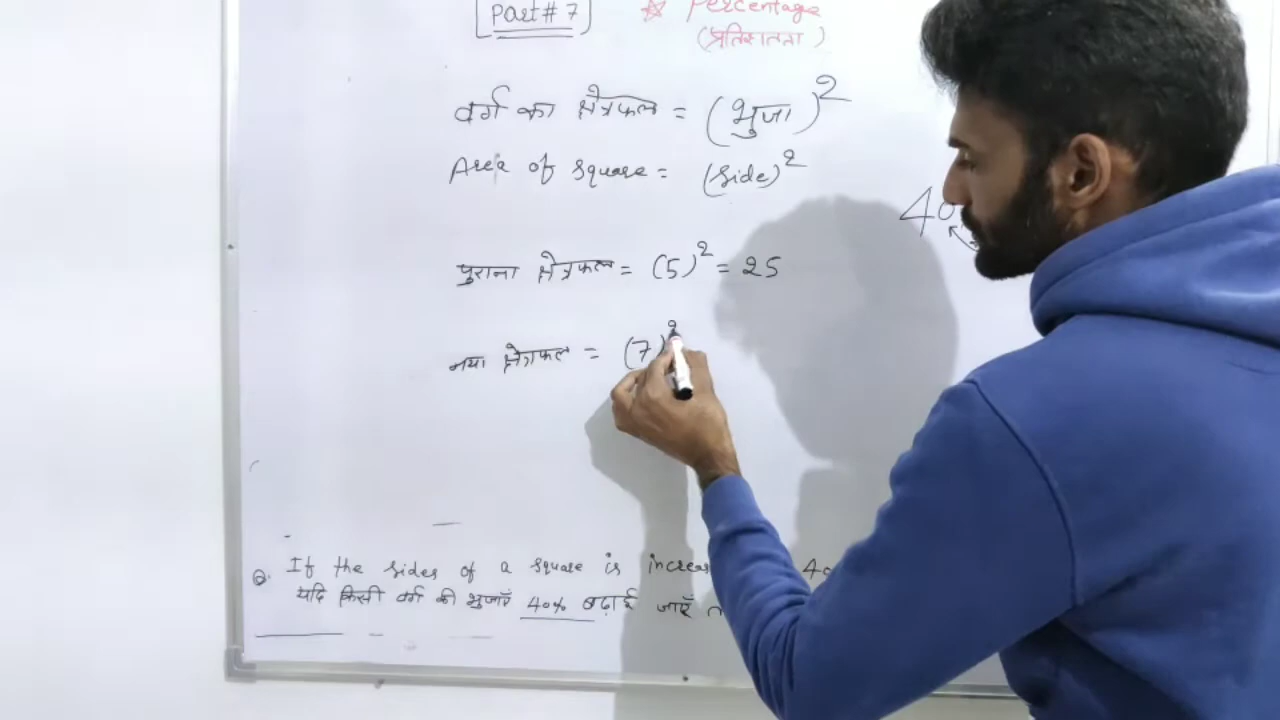 Part # 7
☆ Percentage
(प्रतिशतता)
वर्ग का क्षेत्रफल = (भुजा)²
Area of square = (side)²
40
पुराना क्षेत्रफल = (5)² = 25
नया क्षेत्रफल = (7)²
Q. If the sides of a square is increas 40
यदि किसी वर्ग की भुजाएँ 40% बढ़ाई जाएँ त